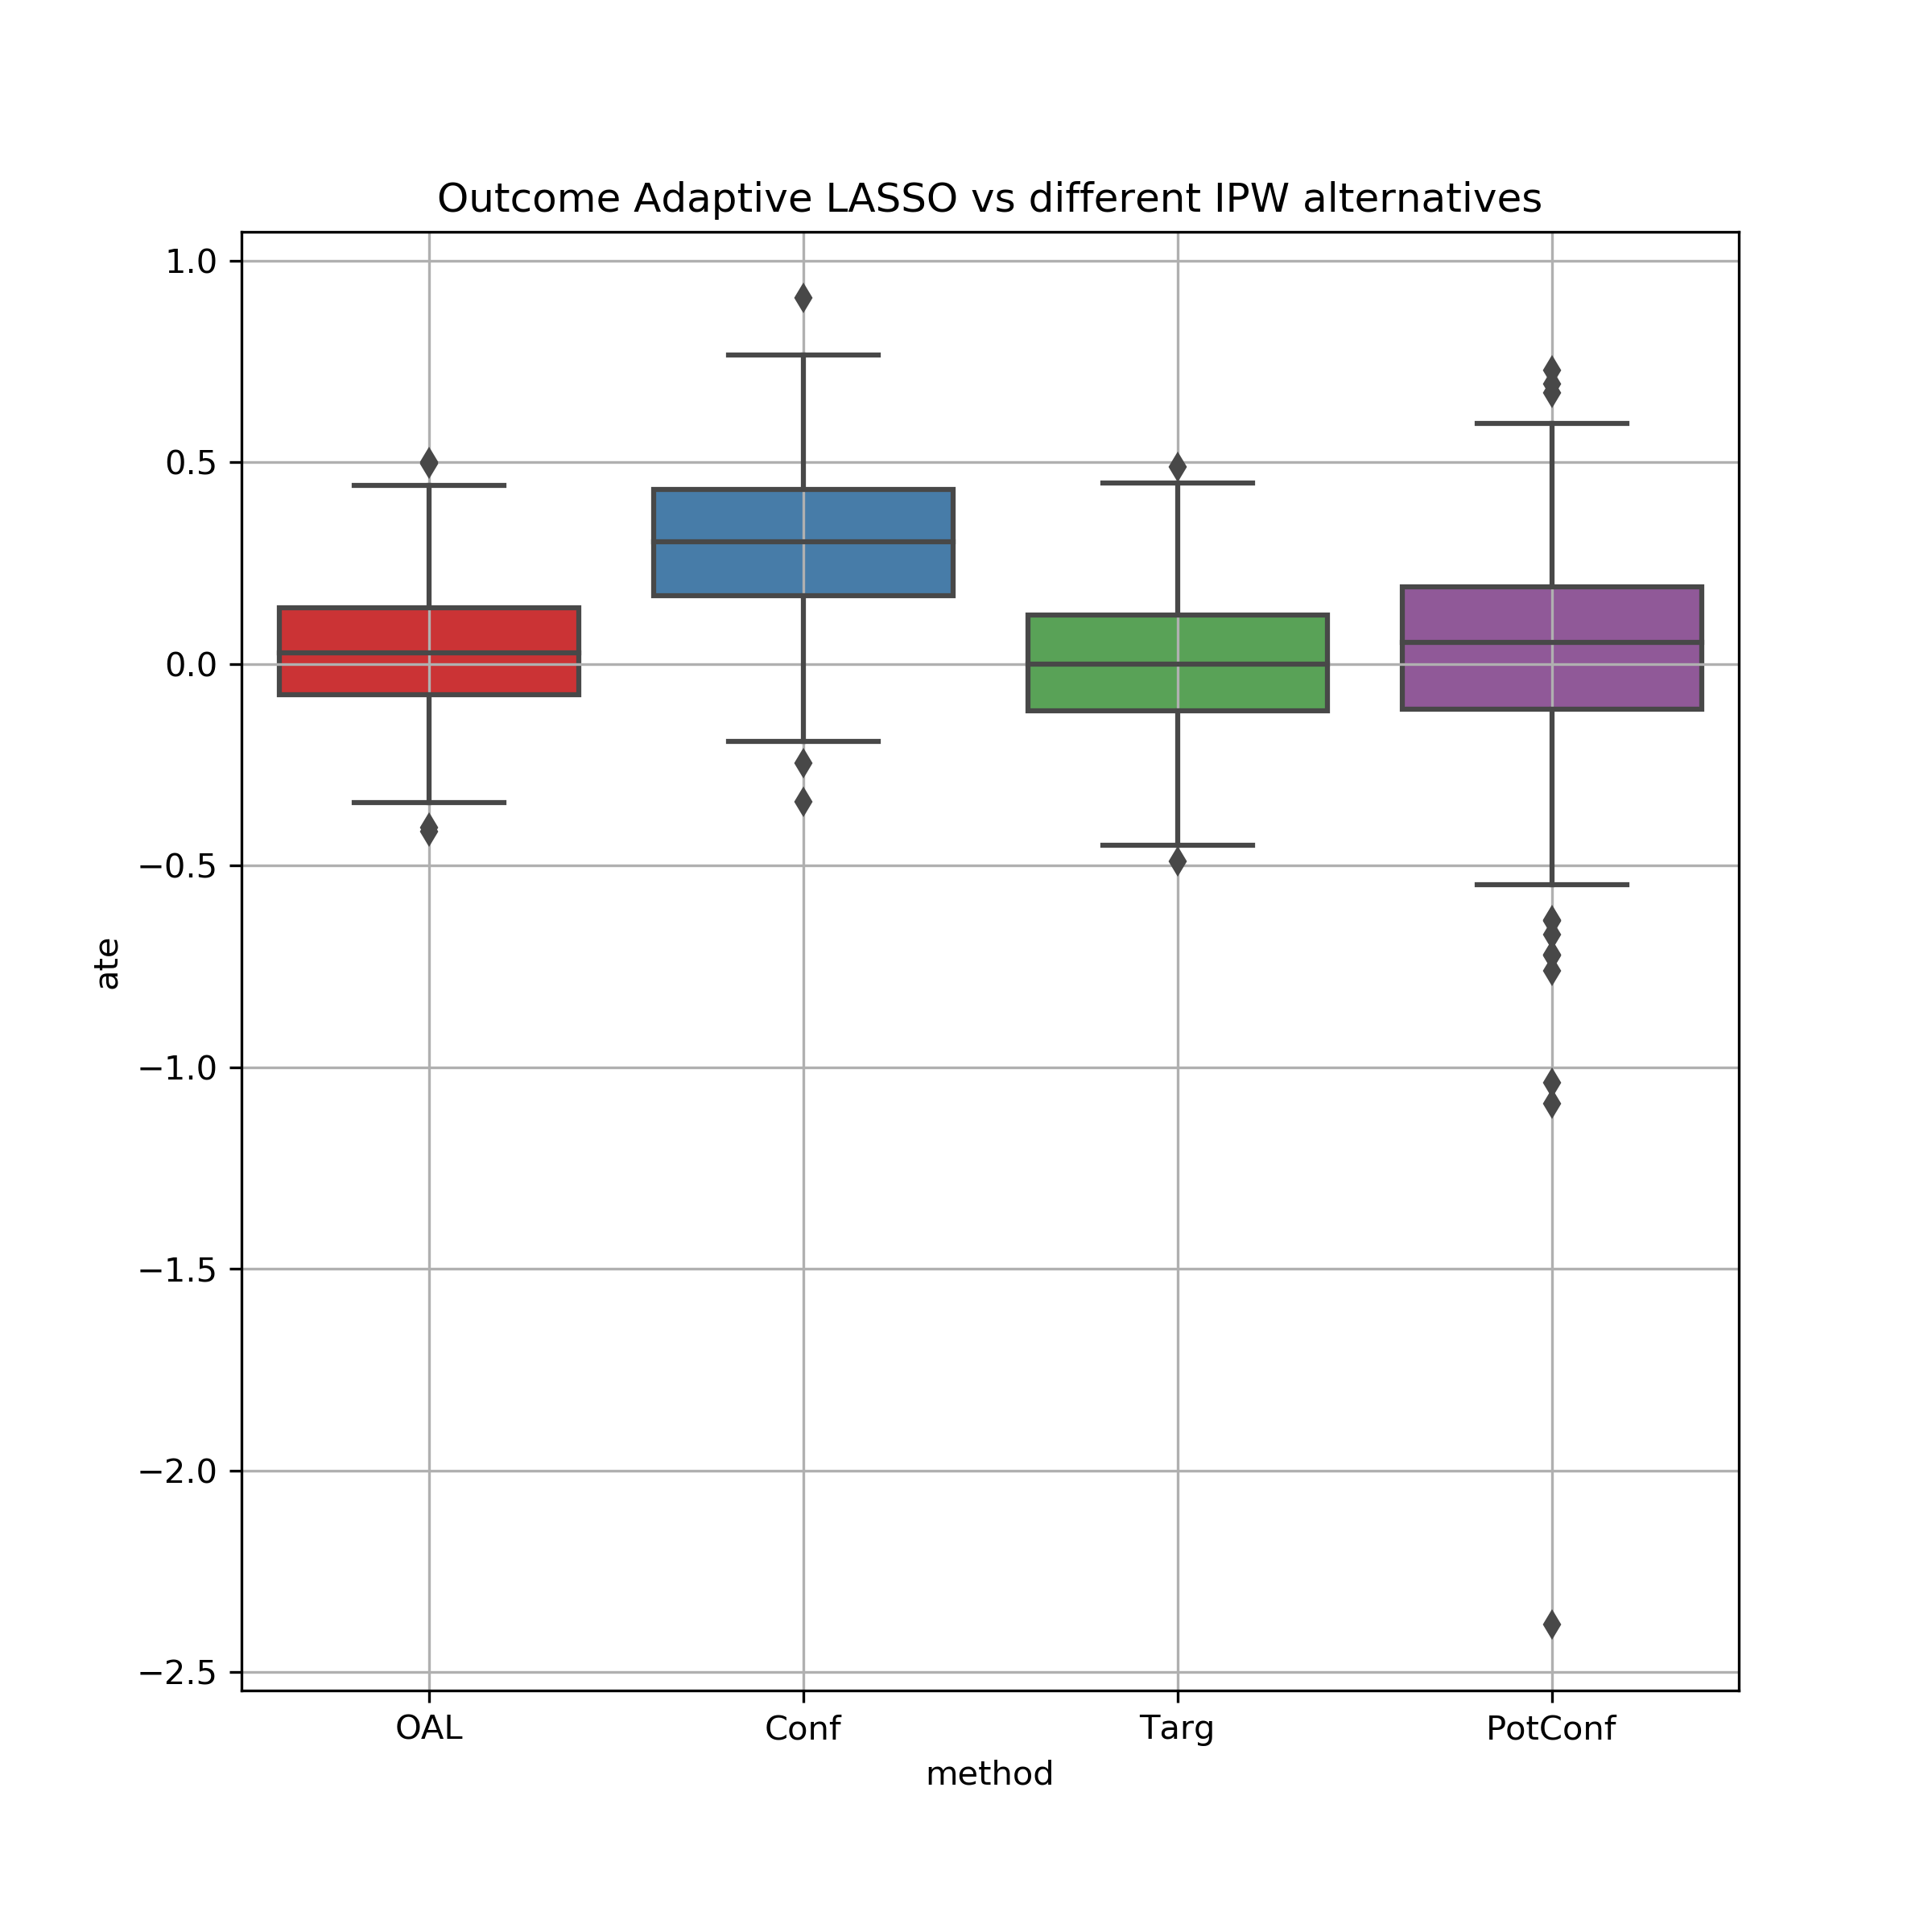 Outcome Adaptive LASSO vs different IPW alternatives
1.0
0.5
0.0
−0.5
−1.0
−1.5
−2.0
−2.5
ate
OAL Conf Targ PotConf
method